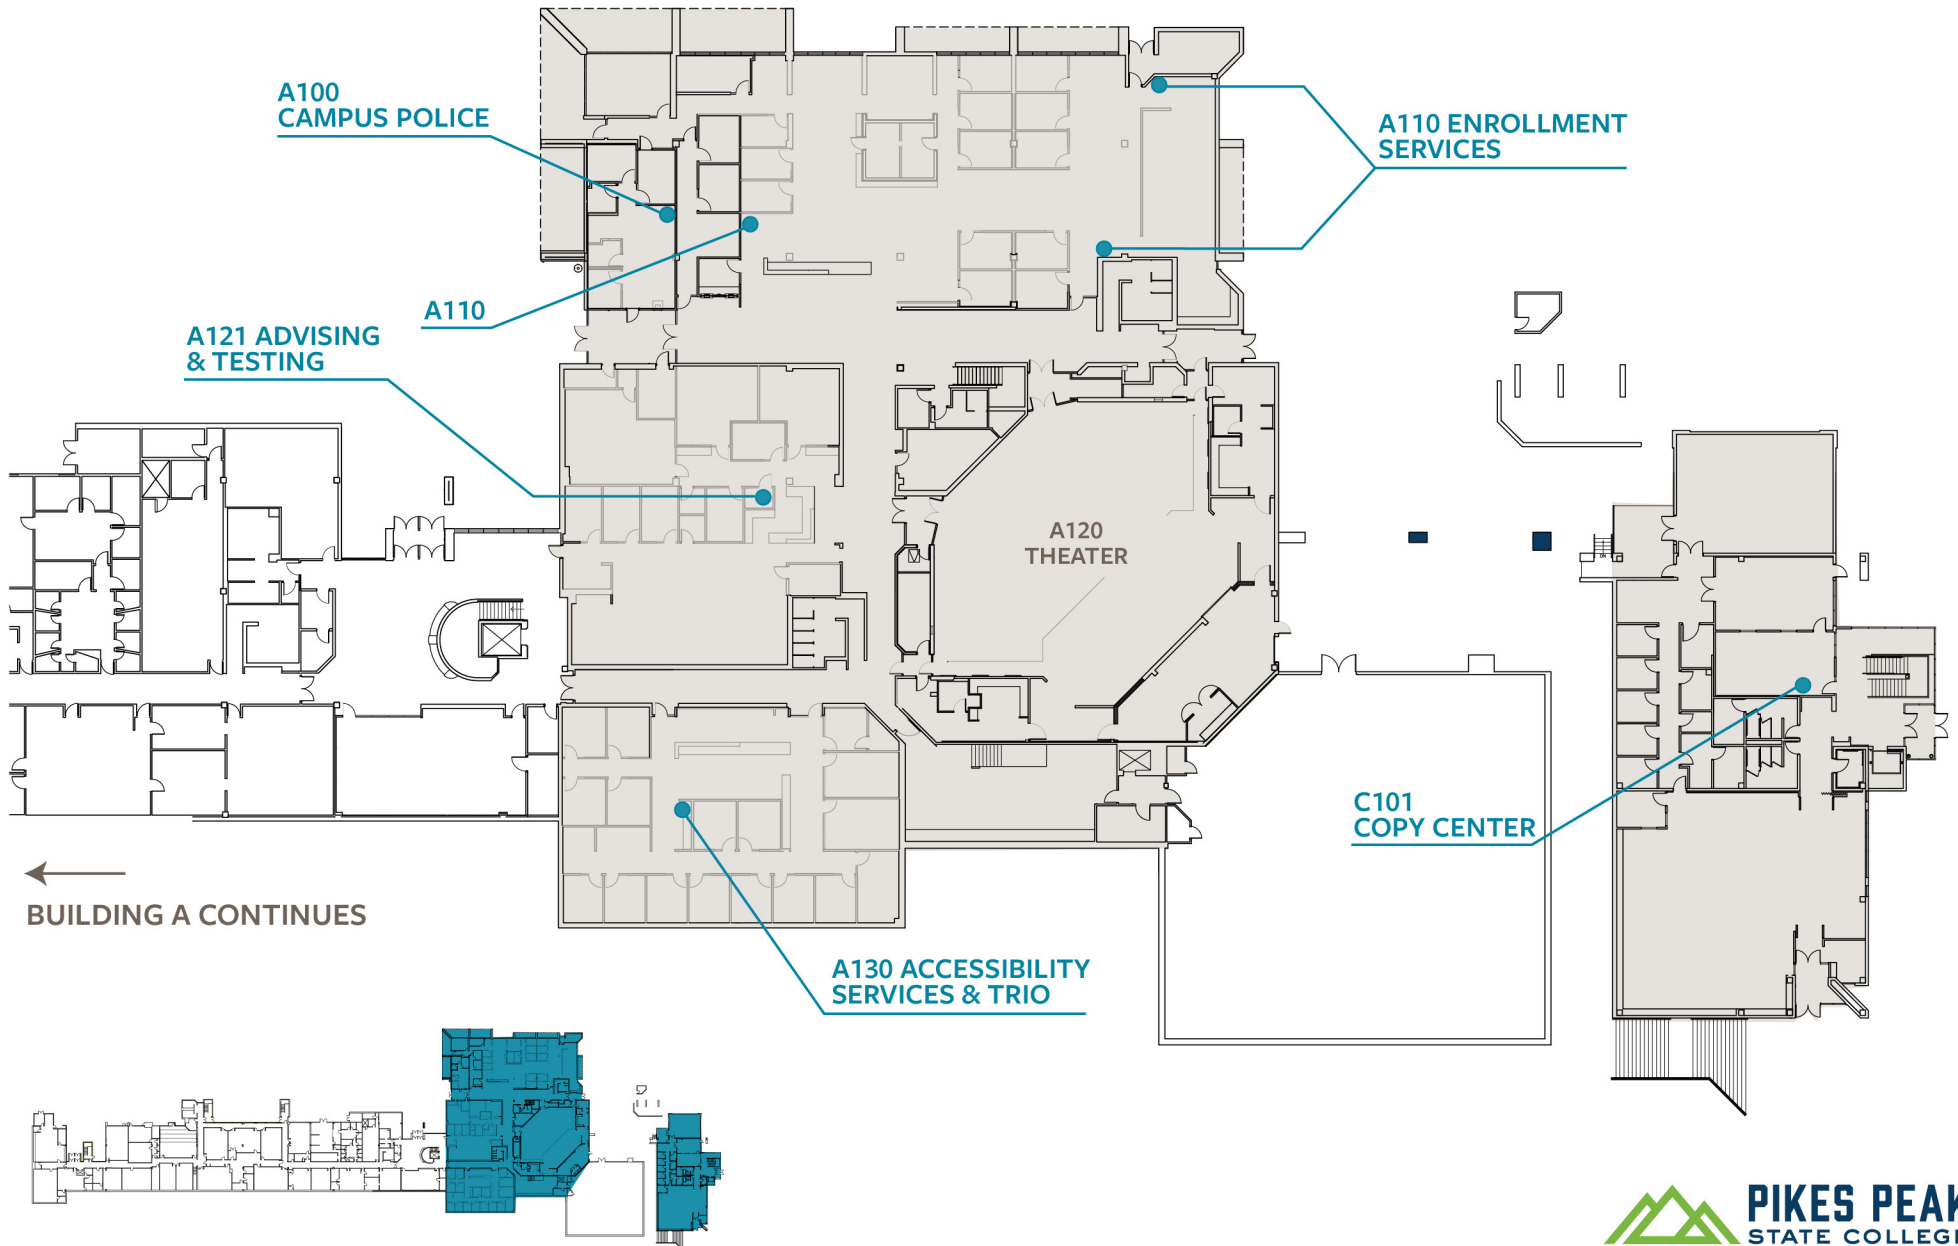 A100
CAMPUS POLICE
A110 ENROLLMENT
SERVICES
A110
A121 ADVISING
& TESTING
A120
THEATER
C101
COPY CENTER
BUILDING A CONTINUES
A130 ACCESSIBILITY
SERVICES & TRIO
PIKES PEAK
STATE COLLEGE